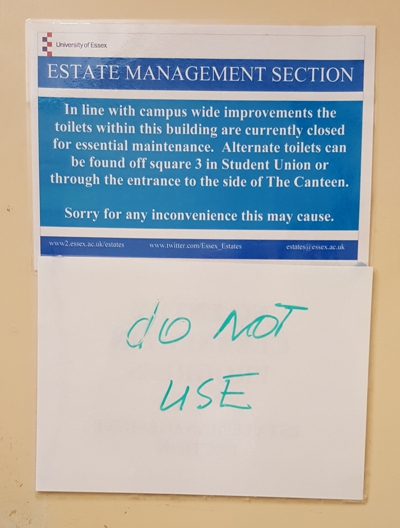 University of Essex
ESTATE MANAGEMENT SECTION
In line with campus wide improvements the
toilets within this building are currently closed
for essential maintenance. Alternate toilets can
be found off square 3 in Student Union or
through the entrance to the side of The Canteen.
Sorry for any inconvenience this may cause.
www2.essex.ac.uk/estates www.twitter.com/Essex_Estates estates@essex.ac.uk
dO NOT
USE